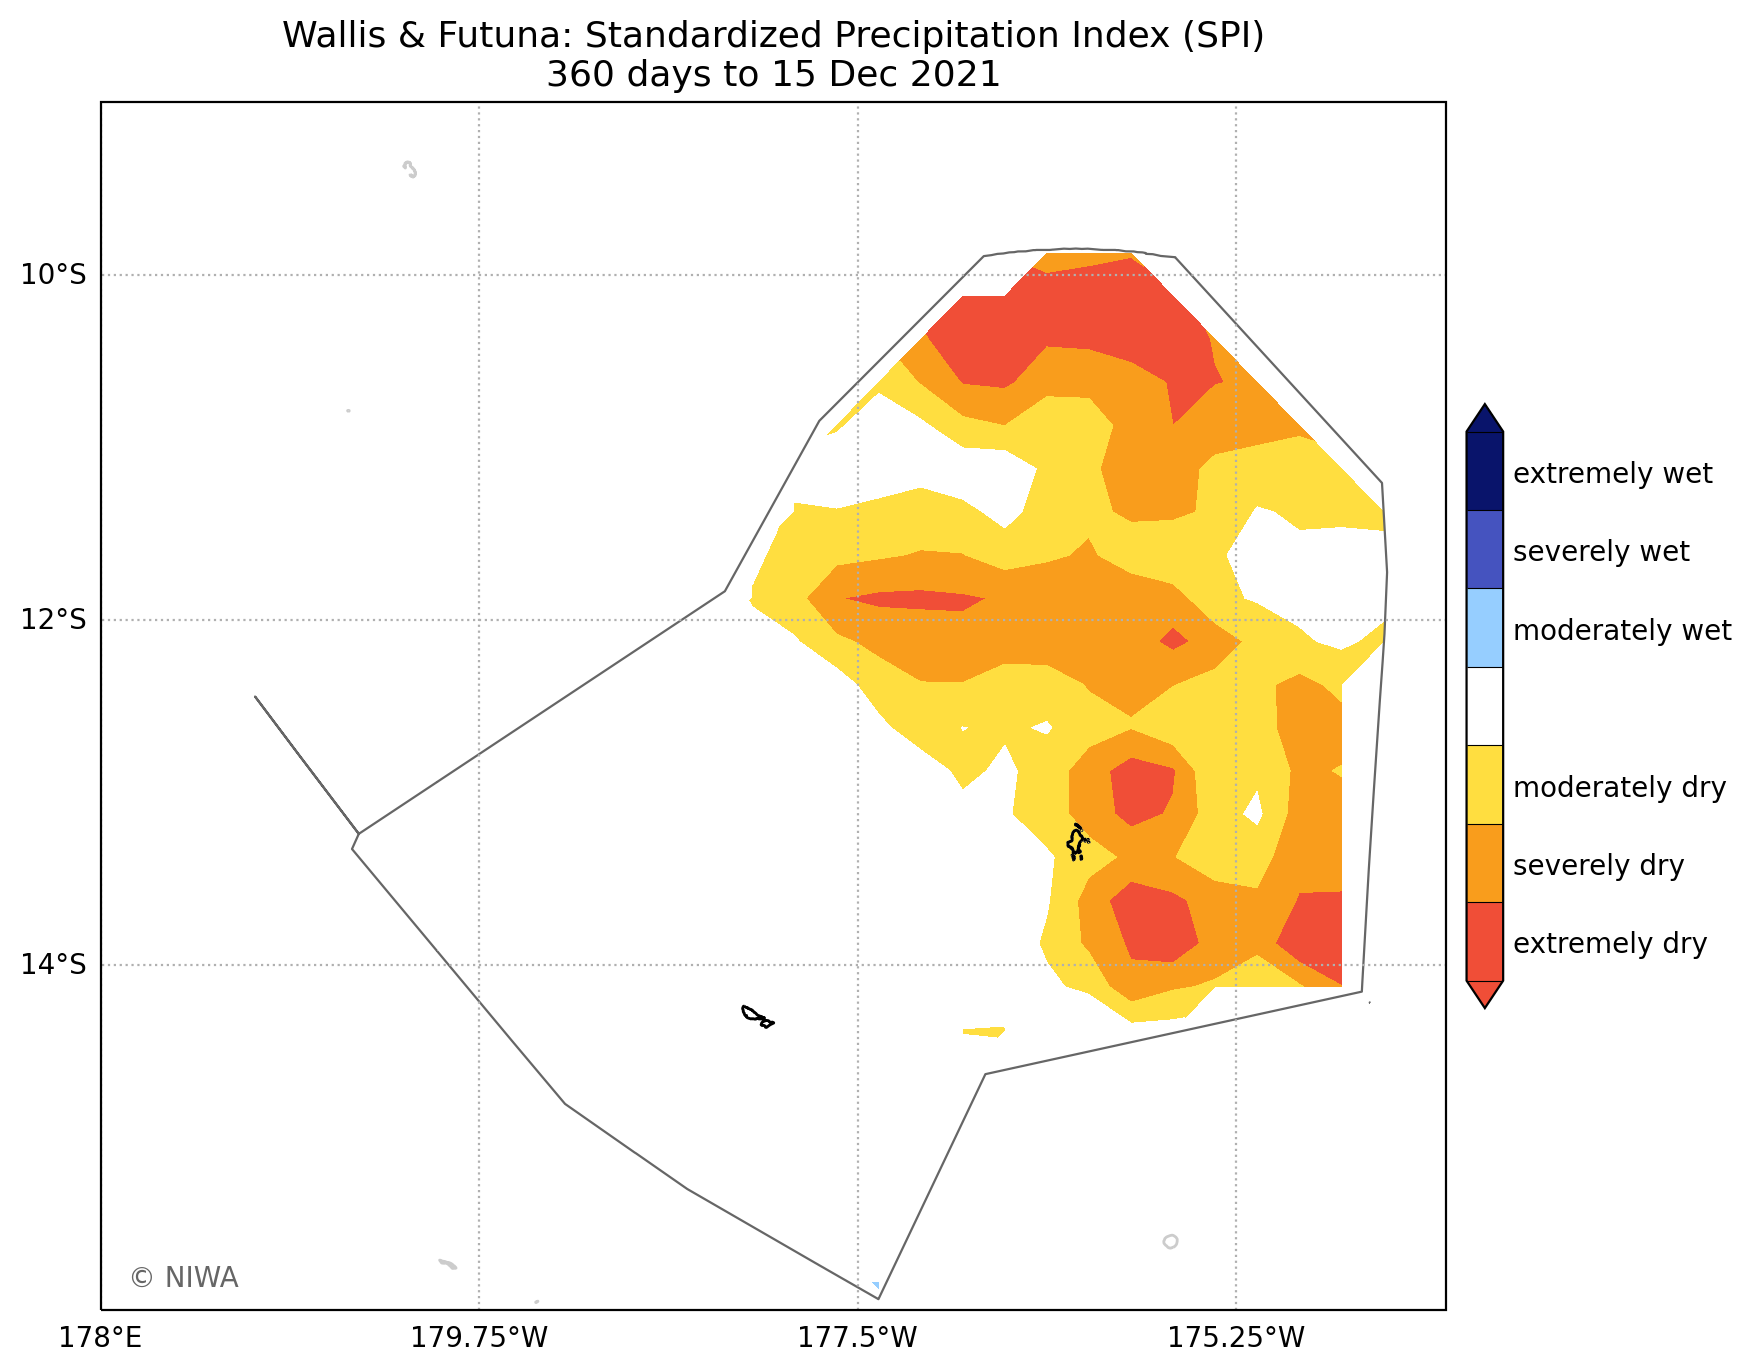 Wallis & Futuna: Standardized Precipitation Index (SPI)
360 days to 15 Dec 2021
10°S
12°S
14°S
178°E
179.75°W
177.5°W
175.25°W
extremely wet
severely wet
moderately wet
moderately dry
severely dry
extremely dry
© NIWA